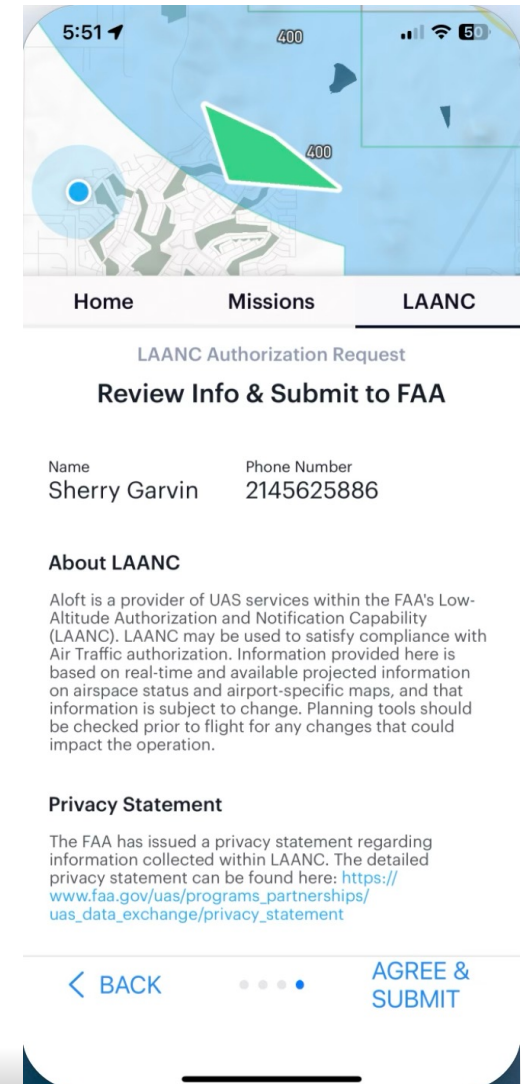 5:51
400
50
400
Home Missions LAANC
LAANC Authorization Request
Review Info & Submit to FAA
Name Phone Number
Sherry Garvin 2145625886
About LAANC
Aloft is a provider of UAS services within the FAA's Low-
Altitude Authorization and Notification Capability
(LAANC). LAANC may be used to satisfy compliance with
Air Traffic authorization. Information provided here is
based on real-time and available projected information
on airspace status and airport-specific maps, and that
information is subject to change. Planning tools should
be checked prior to flight for any changes that could
impact the operation.
Privacy Statement
The FAA has issued a privacy statement regarding
information collected within LAANC. The detailed
privacy statement can be found here: https://
www.faa.gov/uas/programs_partnerships/
uas_data_exchange/privacy_statement
BACK
AGREE &
SUBMIT